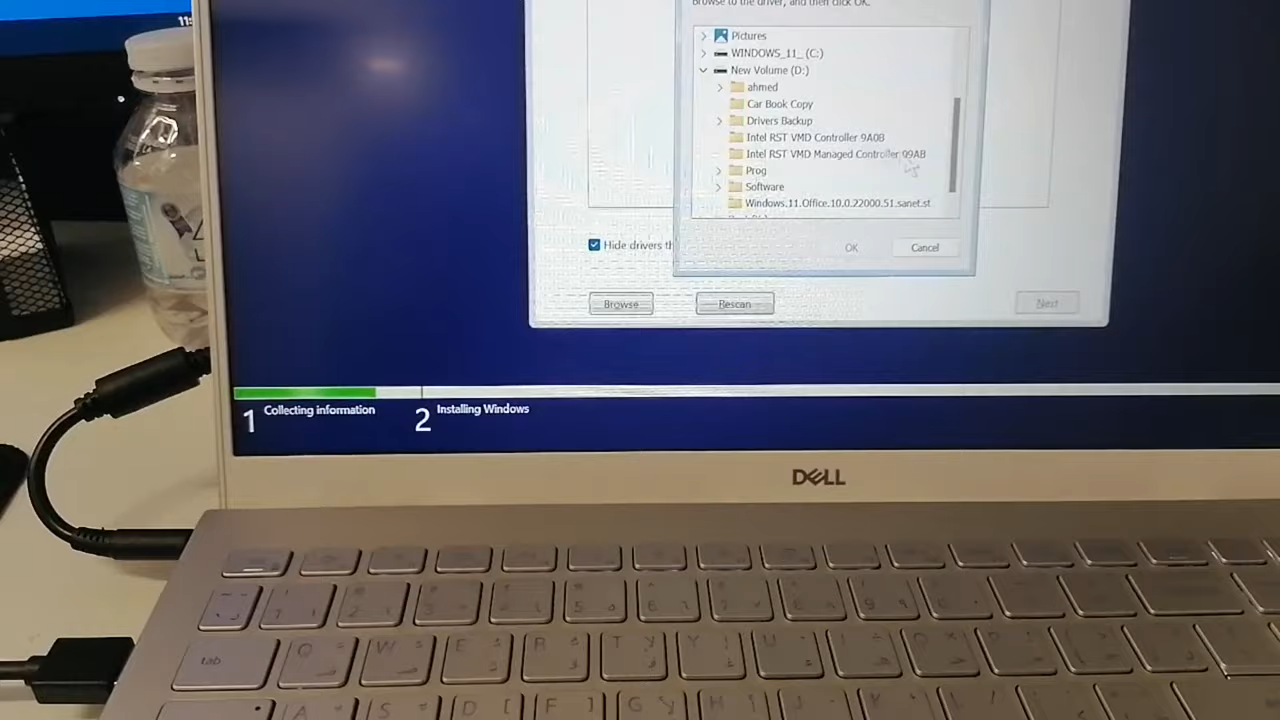 11:
Browse to the driver, and then click OK.
Pictures
WINDOWS_11_ (C:)
New Volume (D:)
ahmed
Car Book Copy
Drivers Backup
Intel RST VMD Controller 9A0B
Intel RST VMD Managed Controller 09AB
Prog
Software
Windows.11.Office.10.0.22000.51.sanet.st
Hide drivers th
OK
Cancel
Browse
Rescan
Next
1 Collecting information
2 Installing Windows
DELL
tab
Q W E R T Y U I O P
A S D F G H J K L